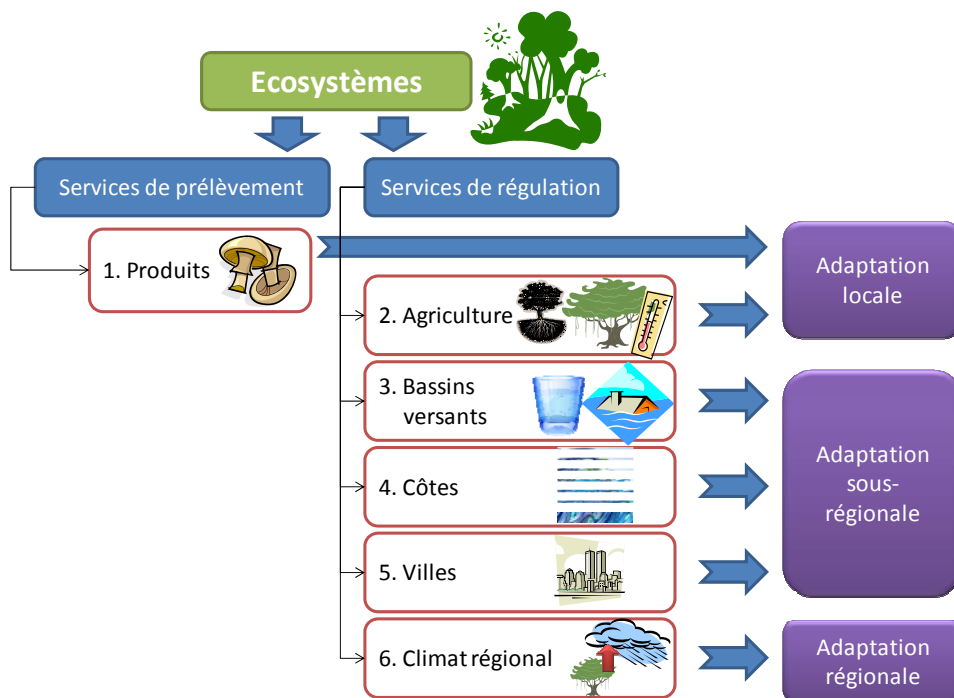 Ecosystèmes
Services de prélèvement
Services de régulation
1. Produits
Adaptation
locale
2. Agriculture
3. Bassins
versants
4. Côtes
Adaptation
sous-
régionale
5. Villes
6. Climat régional
Adaptation
régionale